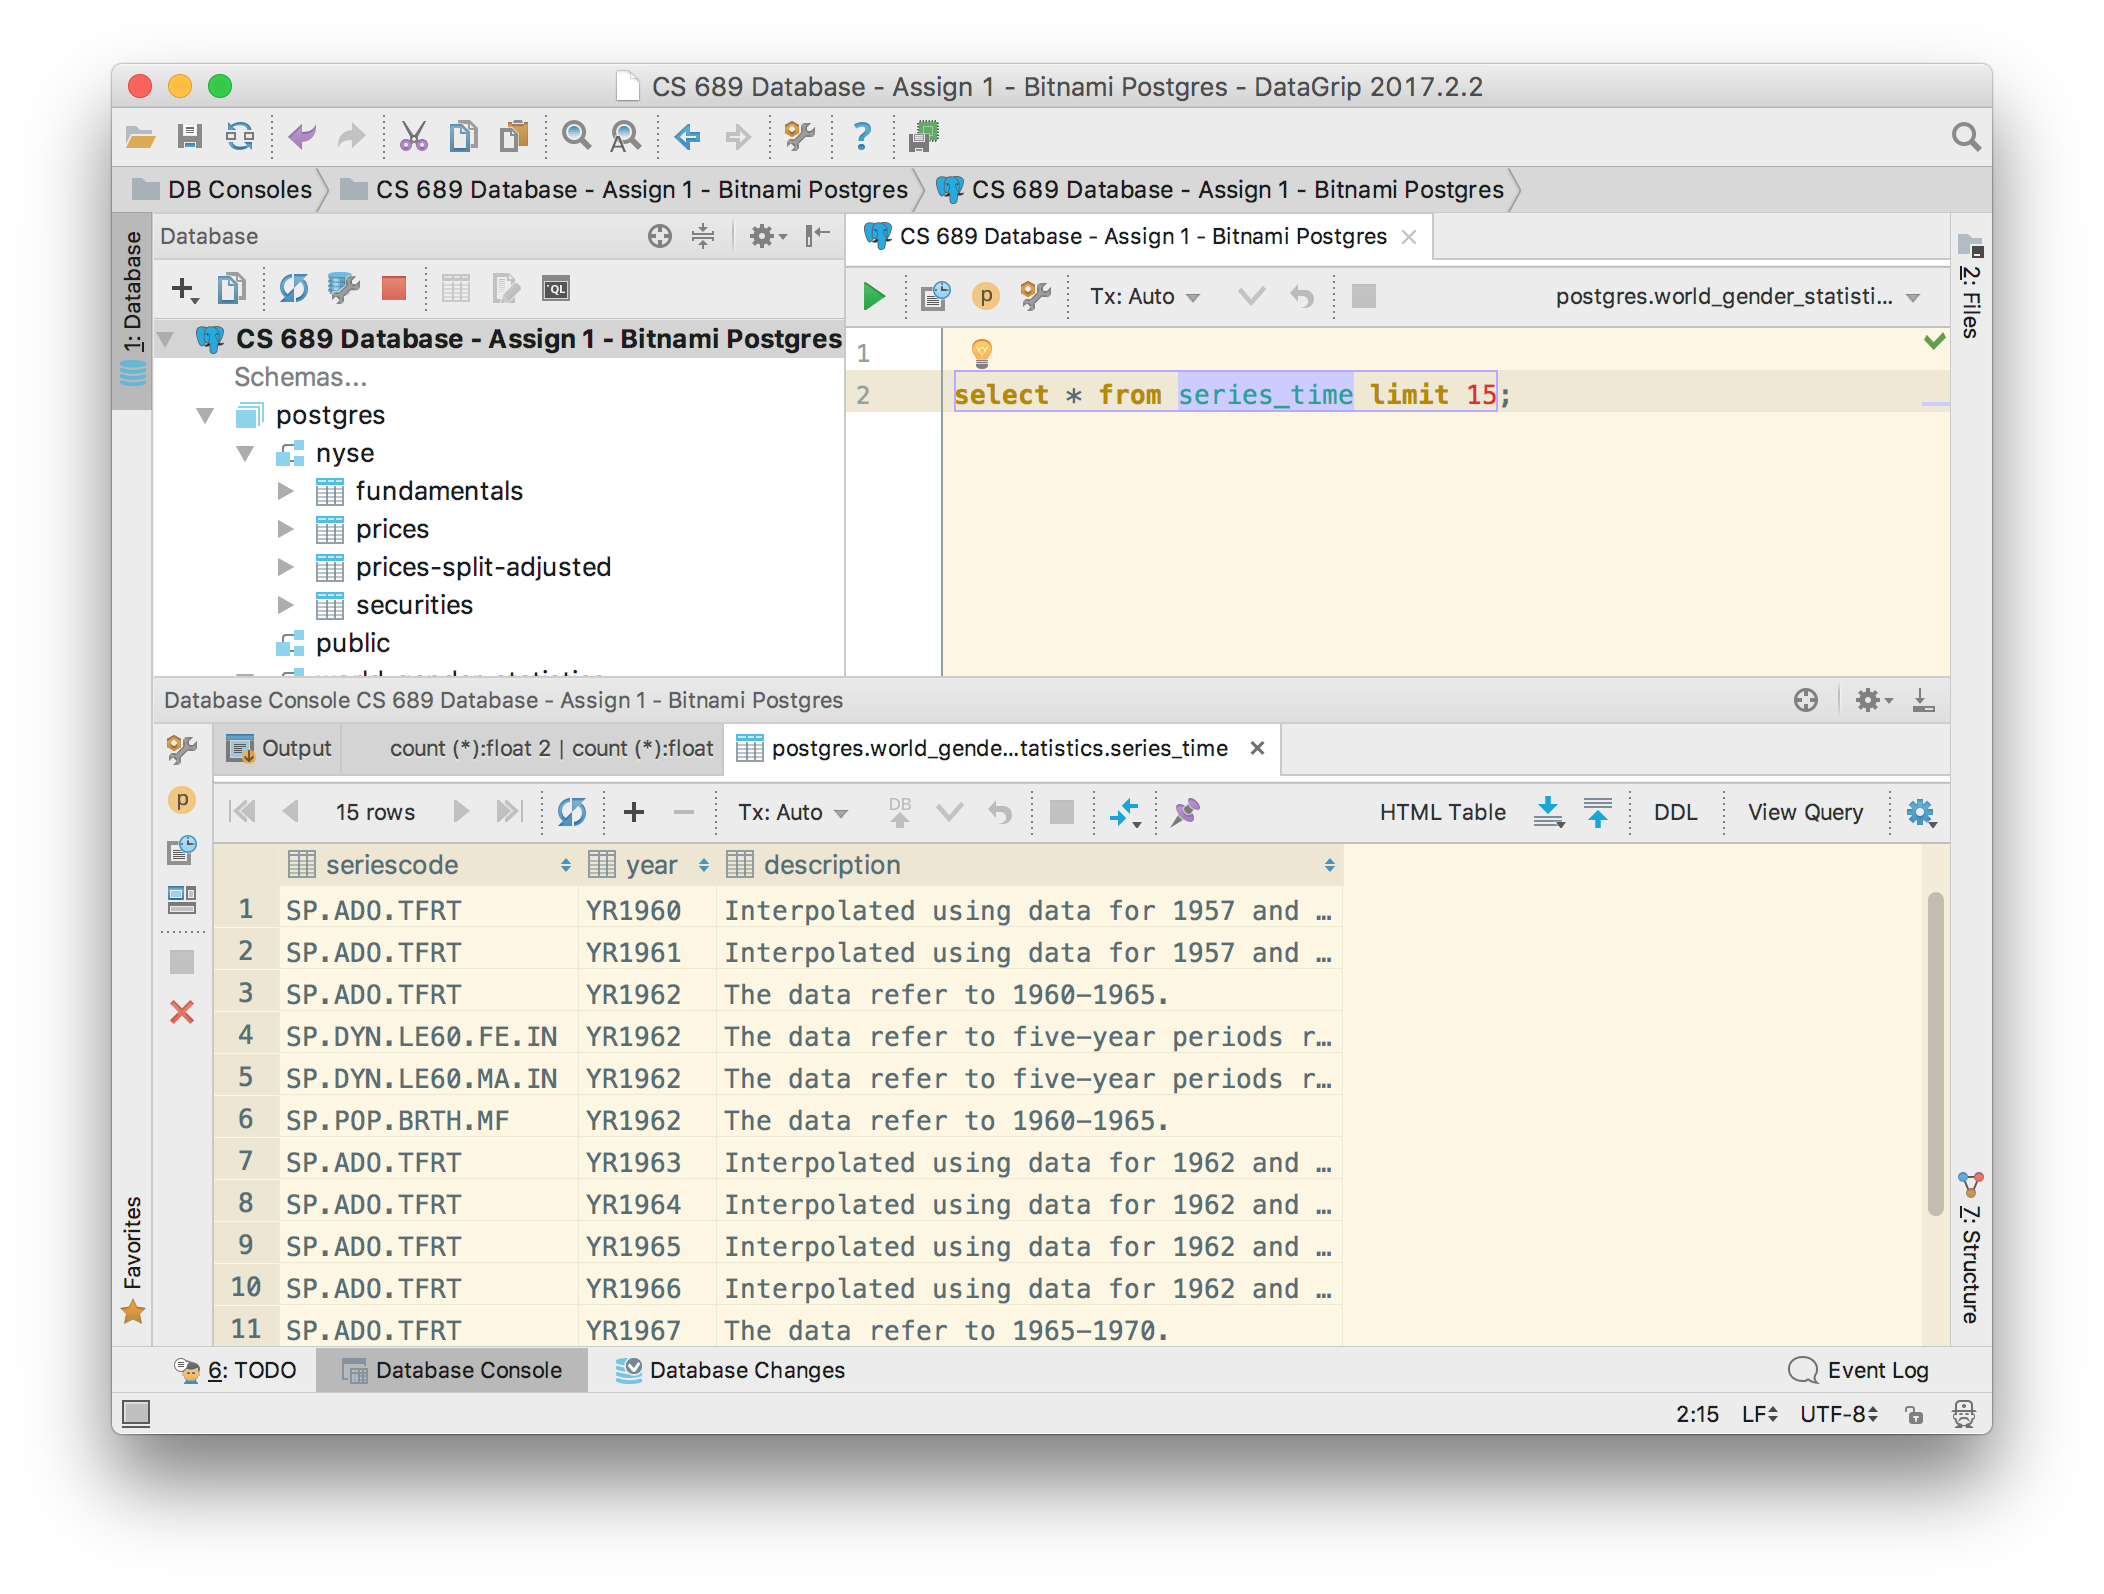 CS 689 Database - Assign 1 - Bitnami Postgres - DataGrip 2017.2.2
DB Consoles CS 689 Database - Assign 1 - Bitnami Postgres CS 689 Database - Assign 1 - Bitnami Postgres
1: Database
Database
CS 689 Database - Assign 1 - Bitnami Postgres
2: Files
QL
p Tx: Auto postgres.world_gender_statisti...
CS 689 Database - Assign 1 - Bitnami Postgres
Schemas...
postgres
nyse
fundamentals
prices
prices-split-adjusted
securities
public
1
2 select * from series_time limit 15;
Database Console CS 689 Database - Assign 1 - Bitnami Postgres
Output count (*):float 2 | count (*):float postgres.world_gende...tatistics.series_time
p
15 rows Tx: Auto DB HTML Table DDL View Query
seriescode year description
1 SP.ADO.TFRT YR1960 Interpolated using data for 1957 and …
2 SP.ADO.TFRT YR1961 Interpolated using data for 1957 and …
3 SP.ADO.TFRT YR1962 The data refer to 1960-1965.
4 SP.DYN.LE60.FE.IN YR1962 The data refer to five-year periods r…
5 SP.DYN.LE60.MA.IN YR1962 The data refer to five-year periods r…
6 SP.POP.BRTH.MF YR1962 The data refer to 1960-1965.
7 SP.ADO.TFRT YR1963 Interpolated using data for 1962 and …
8 SP.ADO.TFRT YR1964 Interpolated using data for 1962 and …
9 SP.ADO.TFRT YR1965 Interpolated using data for 1962 and …
10 SP.ADO.TFRT YR1966 Interpolated using data for 1962 and …
11 SP.ADO.TFRT YR1967 The data refer to 1965-1970.
Favorites
7: Structure
6: TODO Database Console Database Changes Event Log
2:15 LF UTF-8